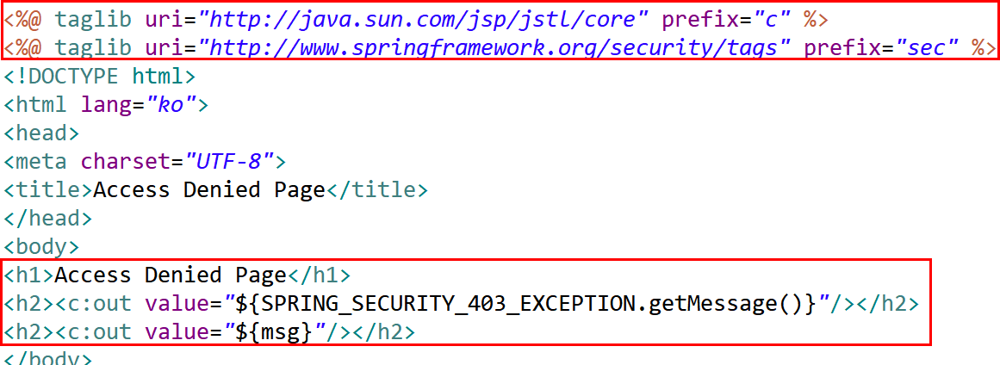 <%@ taglib uri="http://java.sun.com/jsp/jstl/core" prefix="c" %>
<%@ taglib uri="http://www.springframework.org/security/tags" prefix="sec" %>
<!DOCTYPE html>
<html lang="ko">
<head>
<meta charset="UTF-8">
<title>Access Denied Page</title>
</head>
<body>
<h1>Access Denied Page</h1>
<h2><c:out value="${SPRING_SECURITY_403_EXCEPTION.getMessage()}"/></h2>
<h2><c:out value="${msg}"/></h2>
</body>